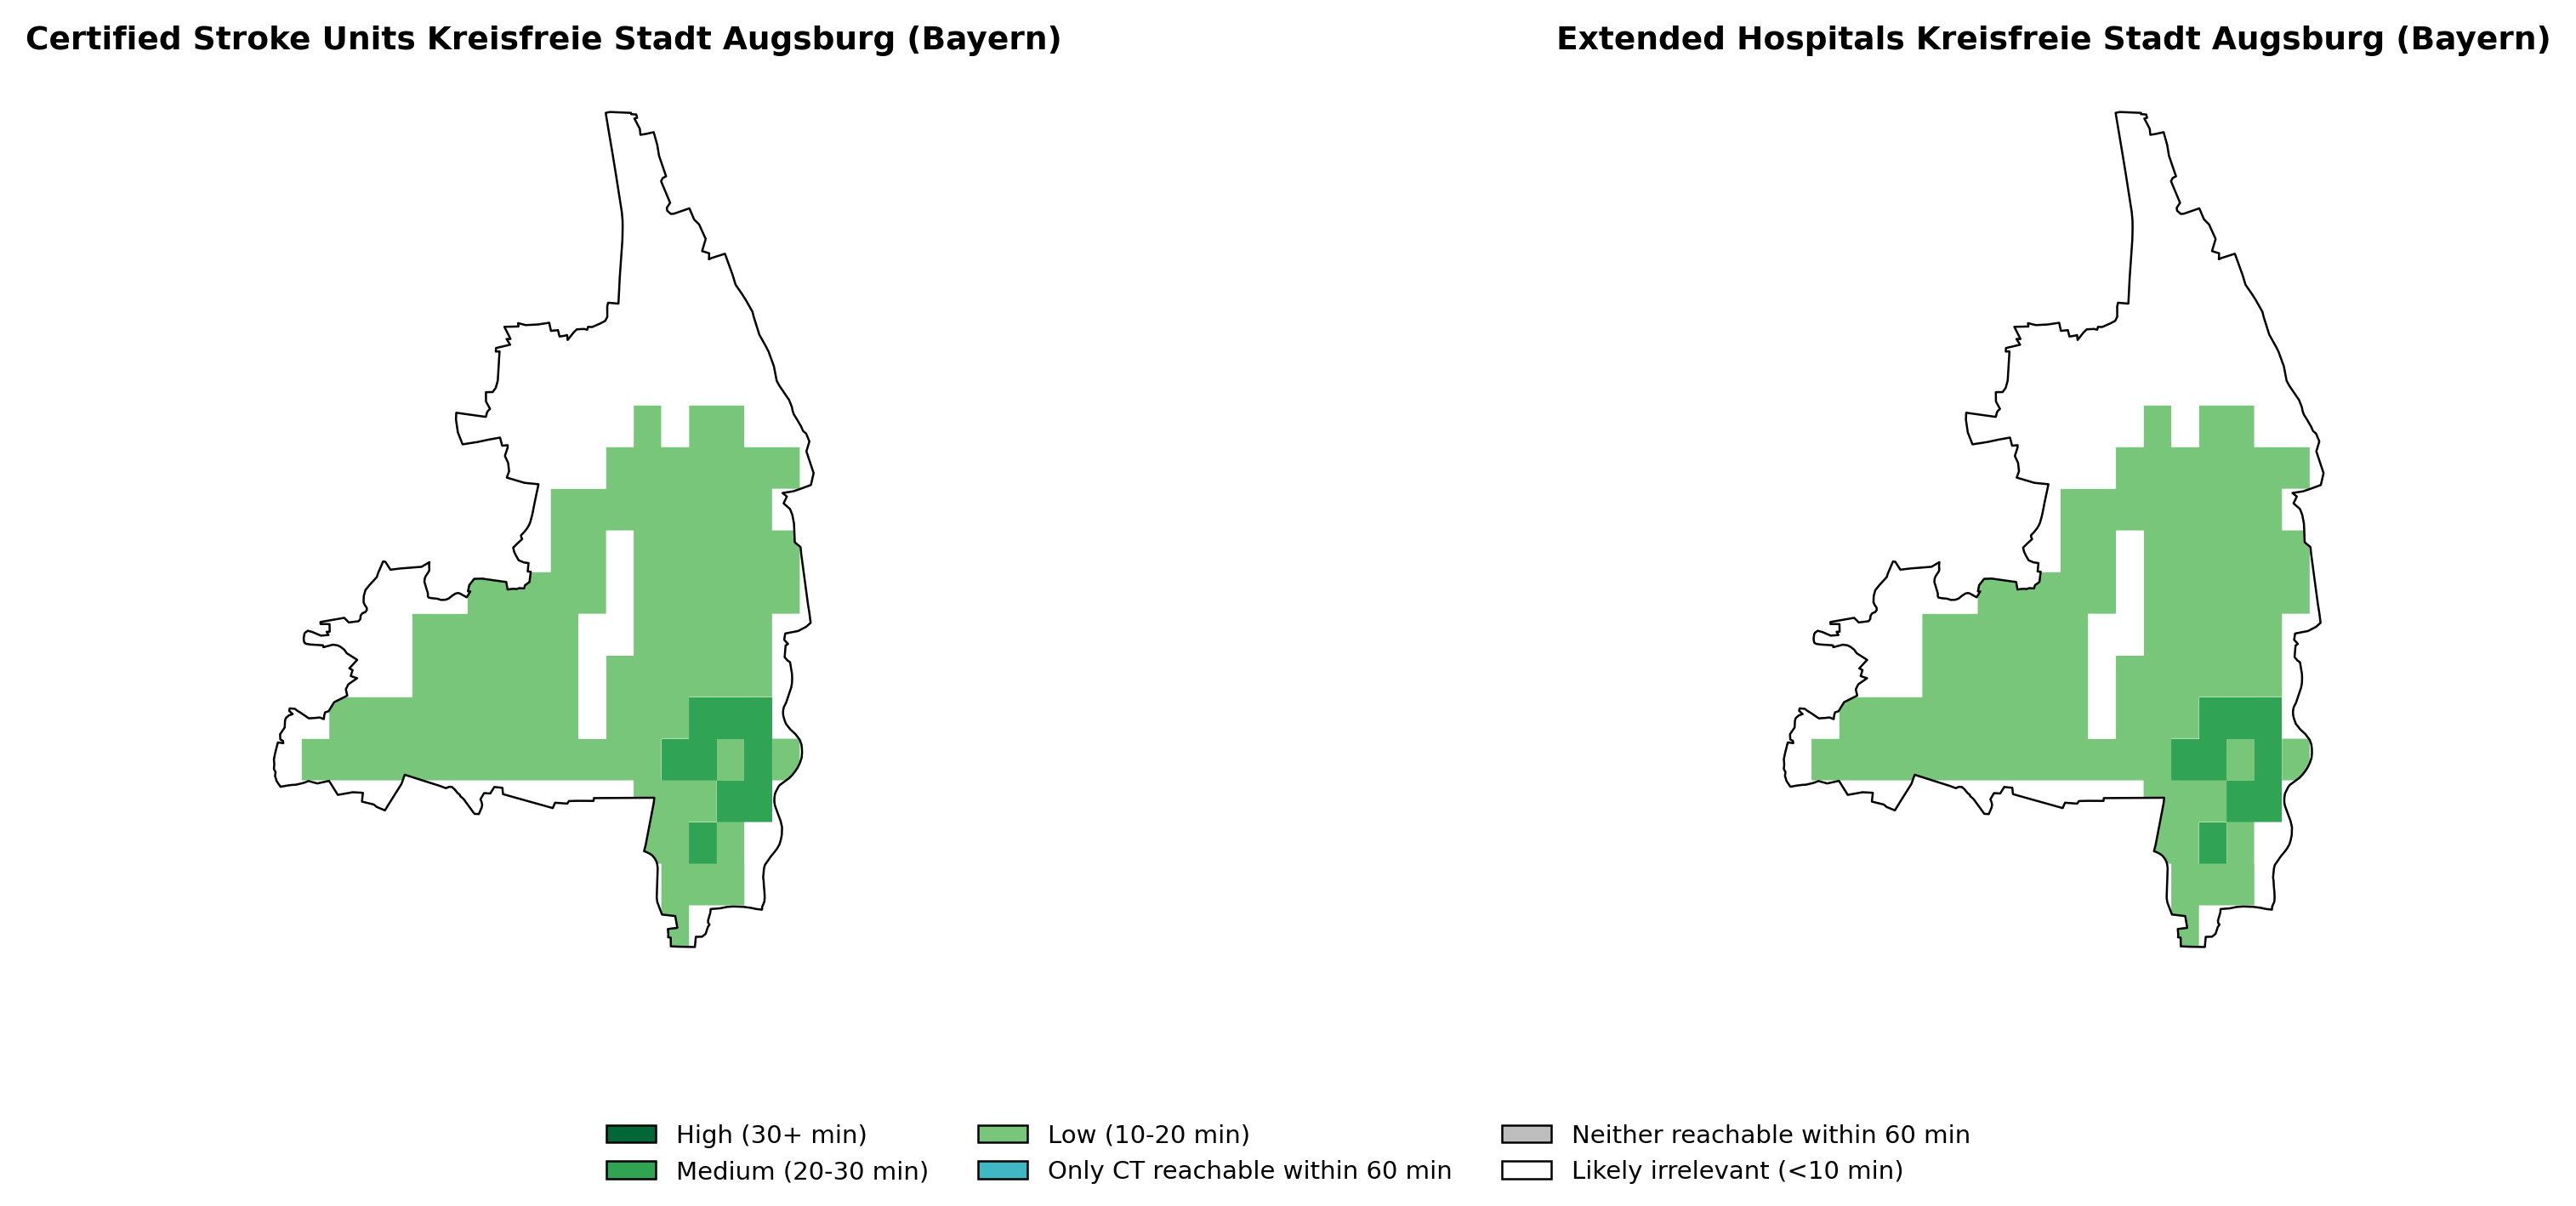 Certified Stroke Units Kreisfreie Stadt Augsburg (Bayern)
Extended Hospitals Kreisfreie Stadt Augsburg (Bayern)
High (30+ min)
Medium (20-30 min)
Low (10-20 min)
Only CT reachable within 60 min
Neither reachable within 60 min
Likely irrelevant (<10 min)